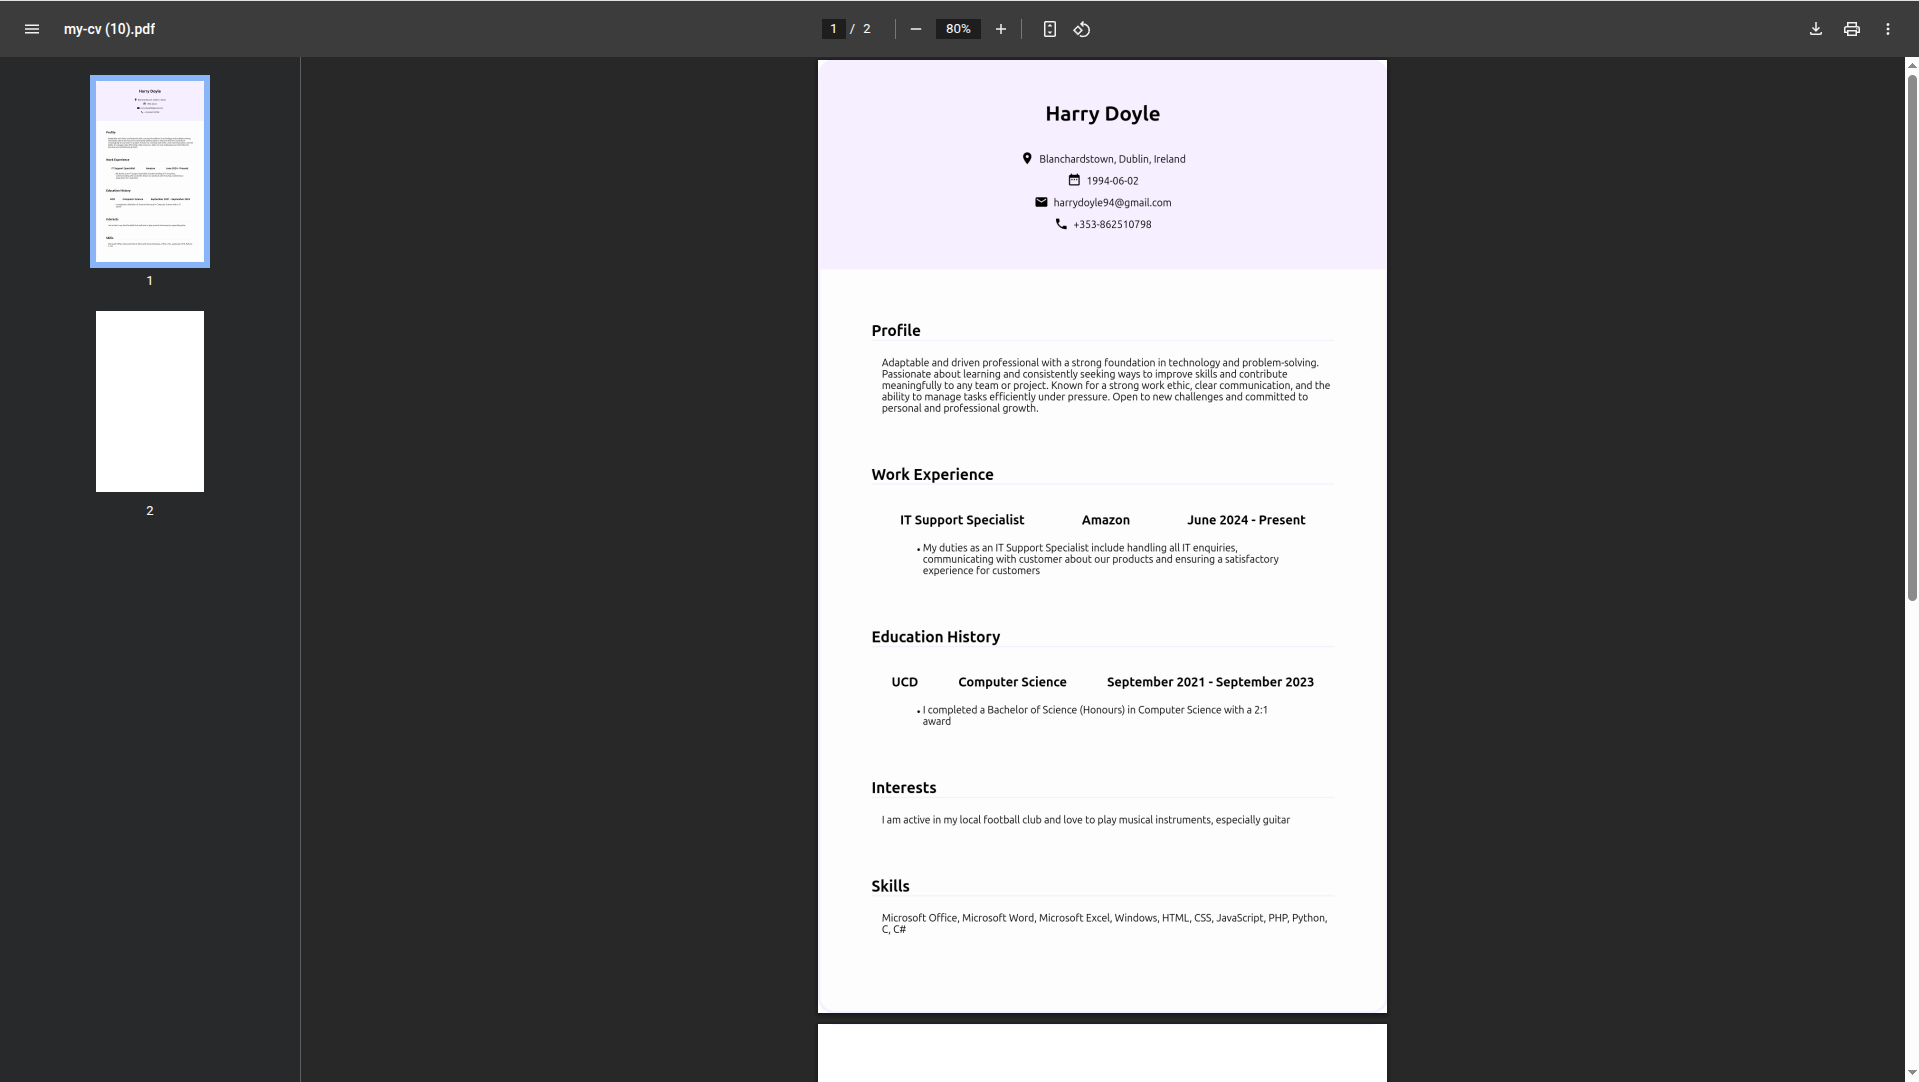 my-cv (10).pdf
1 / 2
80%
Harry Doyle
Blanchardstown, Dublin, Ireland
1994-06-02
harrydoyle94@gmail.com
+353-862510798
Profile
Adaptable and driven professional with a strong foundation in technology and problem-solving.
Passionate about learning and consistently seeking ways to improve skills and contribute
meaningfully to any team or project. Known for a strong work ethic, clear communication, and the
ability to manage tasks efficiently under pressure. Open to new challenges and committed to
personal and professional growth.
Work Experience
IT Support Specialist Amazon June 2024 - Present
• My duties as an IT Support Specialist include handling all IT enquiries,
communicating with customer about our products and ensuring a satisfactory
experience for customers
Education History
UCD Computer Science September 2021 - September 2023
• I completed a Bachelor of Science (Honours) in Computer Science with a 2:1
award
Interests
I am active in my local football club and love to play musical instruments, especially guitar
Skills
Microsoft Office, Microsoft Word, Microsoft Excel, Windows, HTML, CSS, JavaScript, PHP, Python,
C, C#
1
2